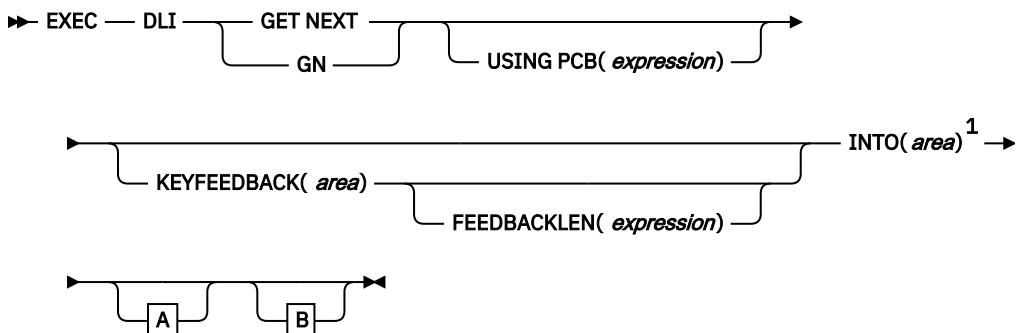 EXEC DLI GET NEXT
GN USING PCB( expression)
INTO( area) 1
KEYFEEDBACK( area)
FEEDBACKLEN( expression)
A B